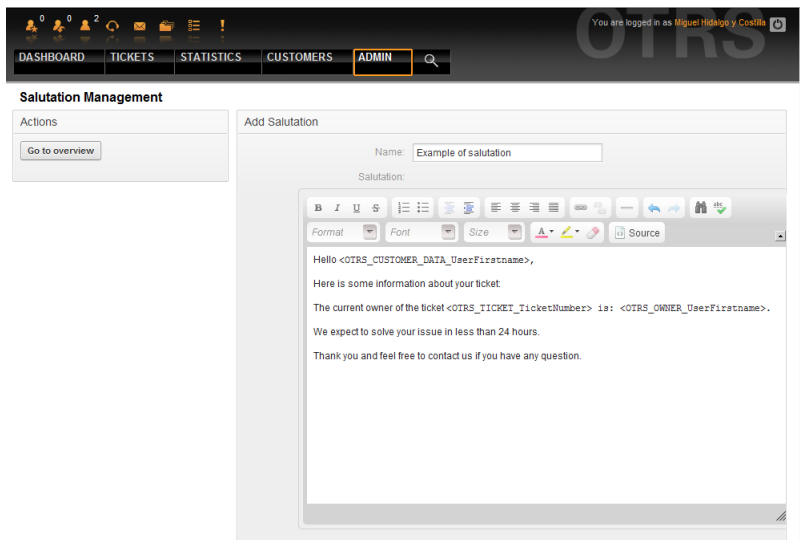 0 0 2
You are logged in as Miguel Hidalgo y Costilla
OTRS
DASHBOARD TICKETS STATISTICS CUSTOMERS ADMIN
Salutation Management
Actions
Go to overview
Add Salutation
Name: Example of salutation
Salutation:
B I U S
abc
Format Font Size A Source
Hello <OTRS_CUSTOMER_DATA_UserFirstname>,
Here is some information about your ticket:
The current owner of the ticket <OTRS_TICKET_TicketNumber> is: <OTRS_OWNER_UserFirstname>.
We expect to solve your issue in less than 24 hours.
Thank you and feel free to contact us if you have any question.